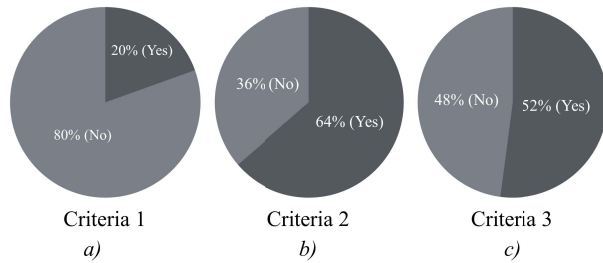 20% (Yes)
80% (No)
Criteria 1
a)
36% (No)
64% (Yes)
Criteria 2
b)
48% (No)
52% (Yes)
Criteria 3
c)